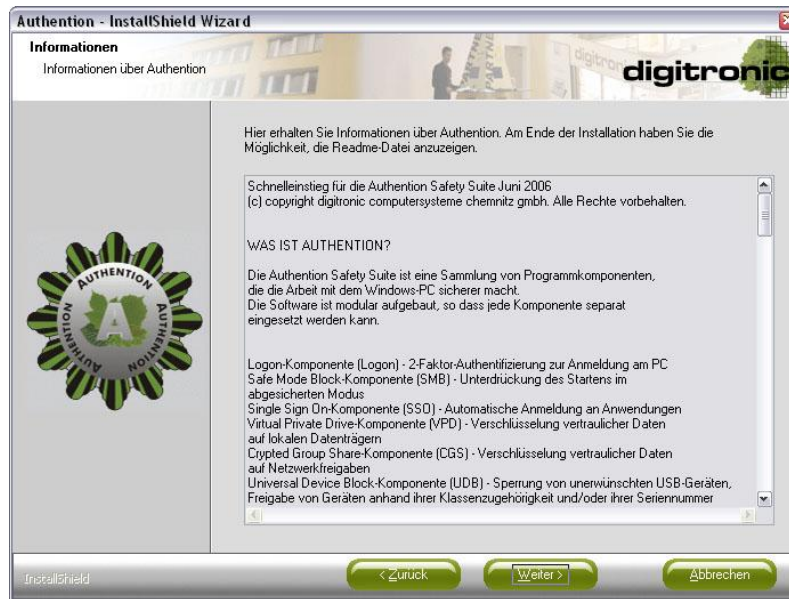 Authention - InstallShield Wizard
Informationen
Informationen über Authention
digitronic
Hier erhalten Sie Informationen über Authention. Am Ende der Installation haben Sie die
Möglichkeit, die Readme-Datei anzuzeigen.
Schnelleinstieg für die Authention Safety Suite Juni 2006
(c) copyright digitronic computersysteme chemnitz gmbh. Alle Rechte vorbehalten.
WAS IST AUTHENTION?
Die Authention Safety Suite ist eine Sammlung von Programmkomponenten,
die die Arbeit mit dem Windows-PC sicherer macht.
Die Software ist modular aufgebaut, so dass jede Komponente separat
eingesetzt werden kann.
Logon-Komponente (Logon) - 2-Faktor-Authentifizierung zur Anmeldung am PC
Safe Mode Block-Komponente (SMB) - Unterdrückung des Startens im
abgesicherten Modus
Single Sign On-Komponente (SSO) - Automatische Anmeldung an Anwendungen
Virtual Private Drive-Komponente (VPD) - Verschlüsselung vertraulicher Daten
auf lokalen Datenträgern
Crypted Group Share-Komponente (CGS) - Verschlüsselung vertraulicher Daten
auf Netzwerkfreigaben
Universal Device Block-Komponente (UDB) - Sperrung von unerwünschten USB-Geräten,
Freigabe von Geräten anhand ihrer Klassenzugehörigkeit und/oder ihrer Seriennummer
AUTHENTION
AUTHENTION
AUTHENTION
AUTHENTION
A
InstallShield
< Zurück
Weiter >
Abbrechen
PARTNE
PARTNER
digitron